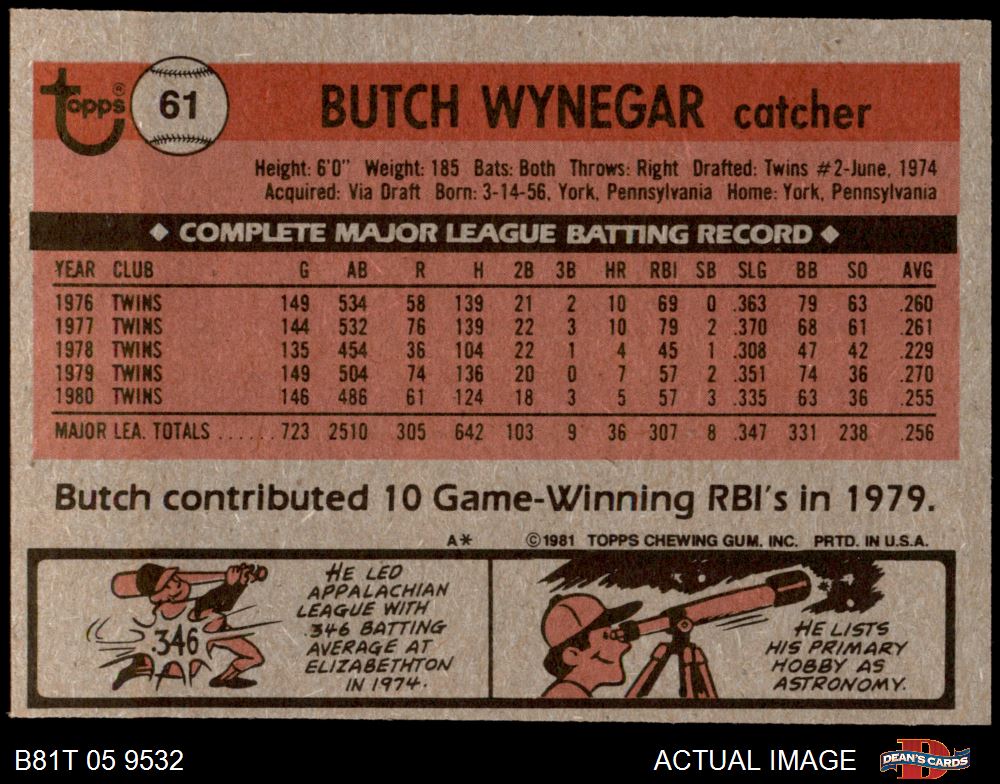 Topps®
61
BUTCH WYNEGAR catcher
Height: 6'0" Weight: 185 Bats: Both Throws: Right Drafted: Twins #2-June, 1974
Acquired: Via Draft Born: 3-14-56, York, Pennsylvania Home: York, Pennsylvania
◆ COMPLETE MAJOR LEAGUE BATTING RECORD ◆
YEAR CLUB G AB R H 2B 3B HR RBI SB SLG BB SO AVG
1976 TWINS 149 534 58 139 21 2 10 69 0 .363 79 63 .260
1977 TWINS 144 532 76 139 22 3 10 79 2 .370 68 61 .261
1978 TWINS 135 454 36 104 22 1 4 45 1 .308 47 42 .229
1979 TWINS 149 504 74 136 20 0 7 57 2 .351 74 36 .270
1980 TWINS 146 486 61 124 18 3 5 57 3 .335 63 36 .255
MAJOR LEA. TOTALS ...... 723 2510 305 642 103 9 36 307 8 .347 331 238 .256
Butch contributed 10 Game-Winning RBI's in 1979.
A* ©1981 TOPPS CHEWING GUM, INC. PRTD. IN U.S.A.
.346
HE LED
APPALACHIAN
LEAGUE WITH
.346 BATTING
AVERAGE AT
ELIZABETHTON
IN 1974.
HE LISTS
HIS PRIMARY
HOBBY AS
ASTRONOMY.
B81T 05 9532
ACTUAL IMAGE
D
DEAN'S CARDS